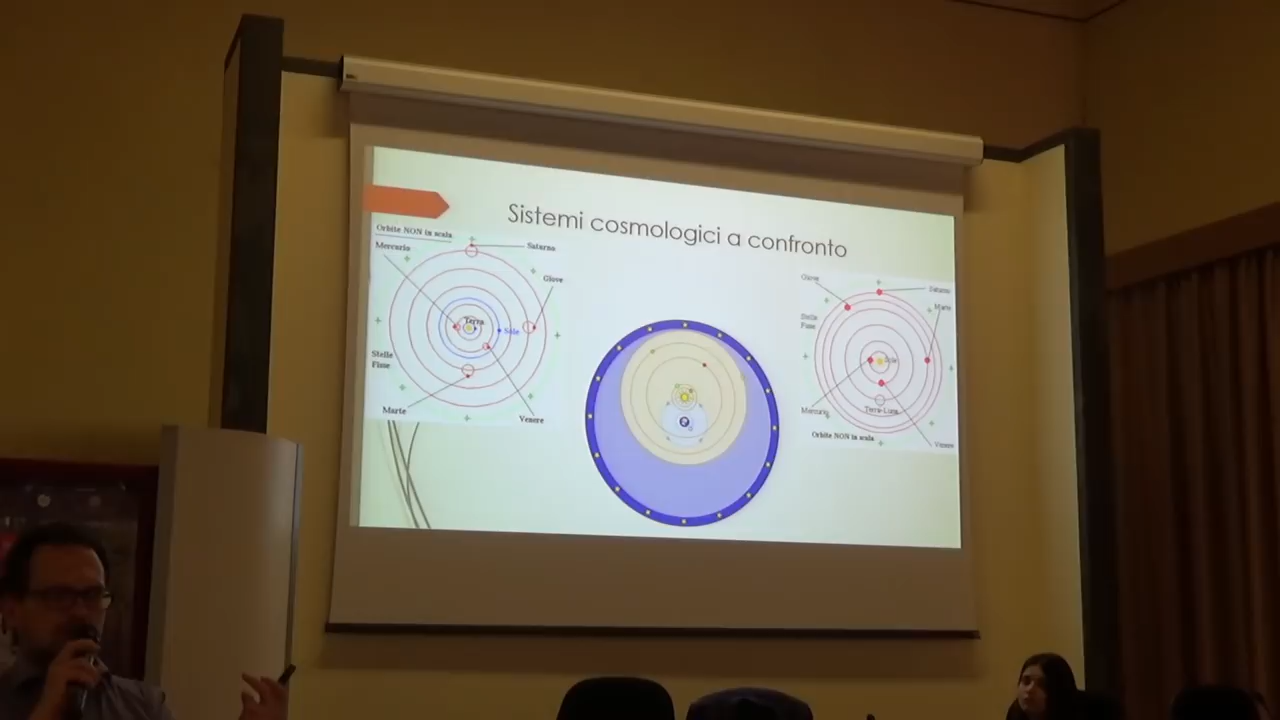 Sistemi cosmologici a confronto
Orbite NON in scala
Mercurio
Saturno
Giove
Terra
Sole
Stelle
Fisse
Marte
Venere
Giove
Saturno
Marte
Stelle
Fisse
Sole
Mercurio
Terra-Luna
Orbite NON in scala
Venere